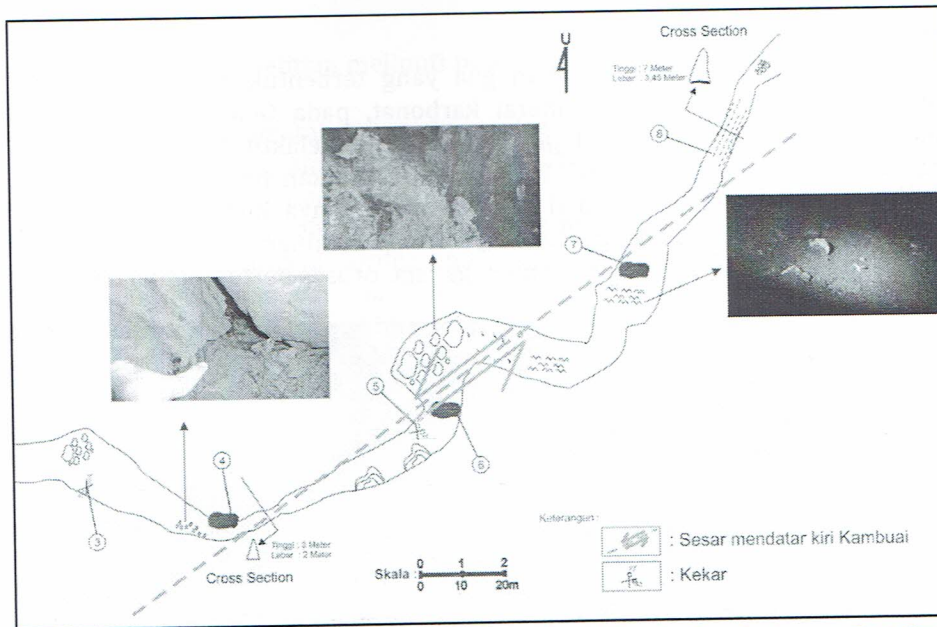 U
Cross Section
Tinggi : 7 Meter
Lebar : 3,45 Meter
8
7
5
6
4
3
Tinggi : 3 Meter
Lebar : 2 Meter
Cross Section
Skala :
0 1 2
0 10 20m
Keterangan :
: Sesar mendatar kiri Kambuai
: Kekar